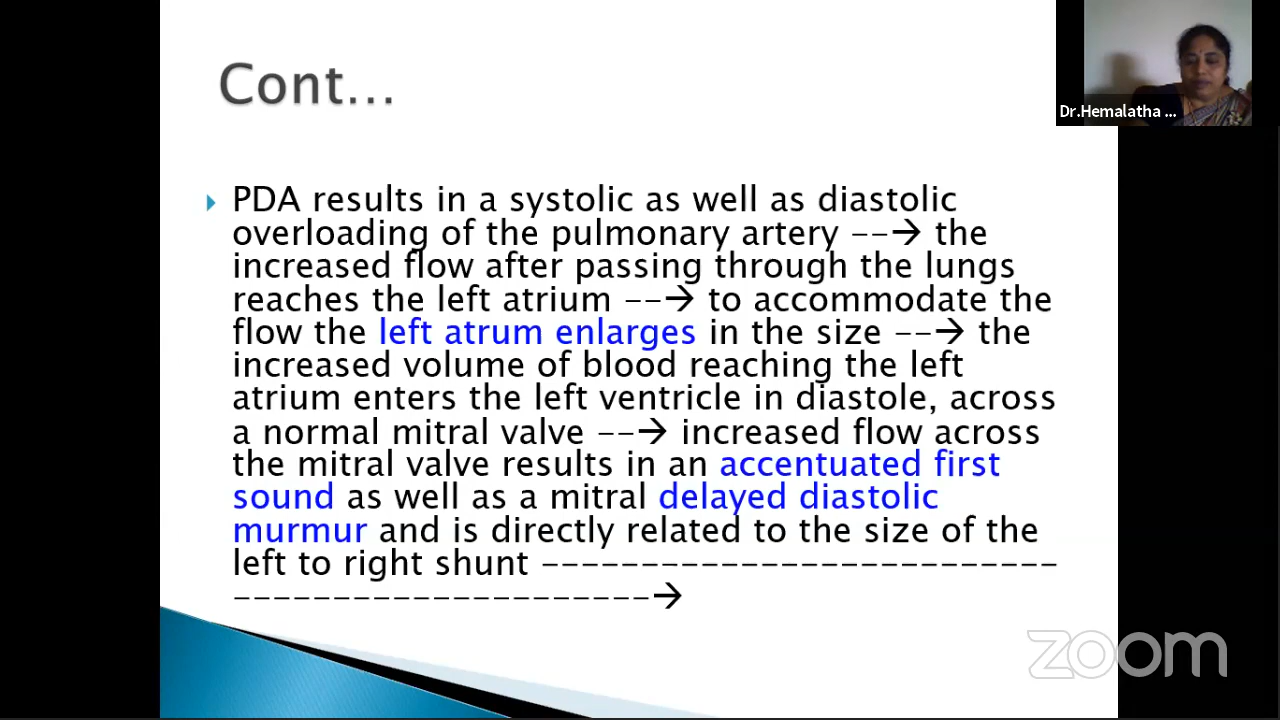 Cont...
Dr.Hemalatha ...
PDA results in a systolic as well as diastolic
overloading of the pulmonary artery --→ the
increased flow after passing through the lungs
reaches the left atrium --→ to accommodate the
flow the left atrum enlarges in the size --→ the
increased volume of blood reaching the left
atrium enters the left ventricle in diastole, across
a normal mitral valve --→ increased flow across
the mitral valve results in an accentuated first
sound as well as a mitral delayed diastolic
murmur and is directly related to the size of the
left to right shunt --------------------------
---------------------→
zoom